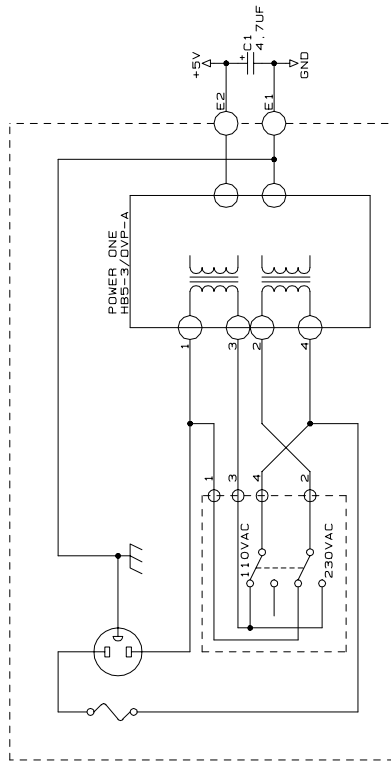 +5V
+
C1
4.7UF
GND
E2
E1
POWER ONE
HB5-3/OVP-A
1
3
2
4
1
3
4
2
110VAC
230VAC